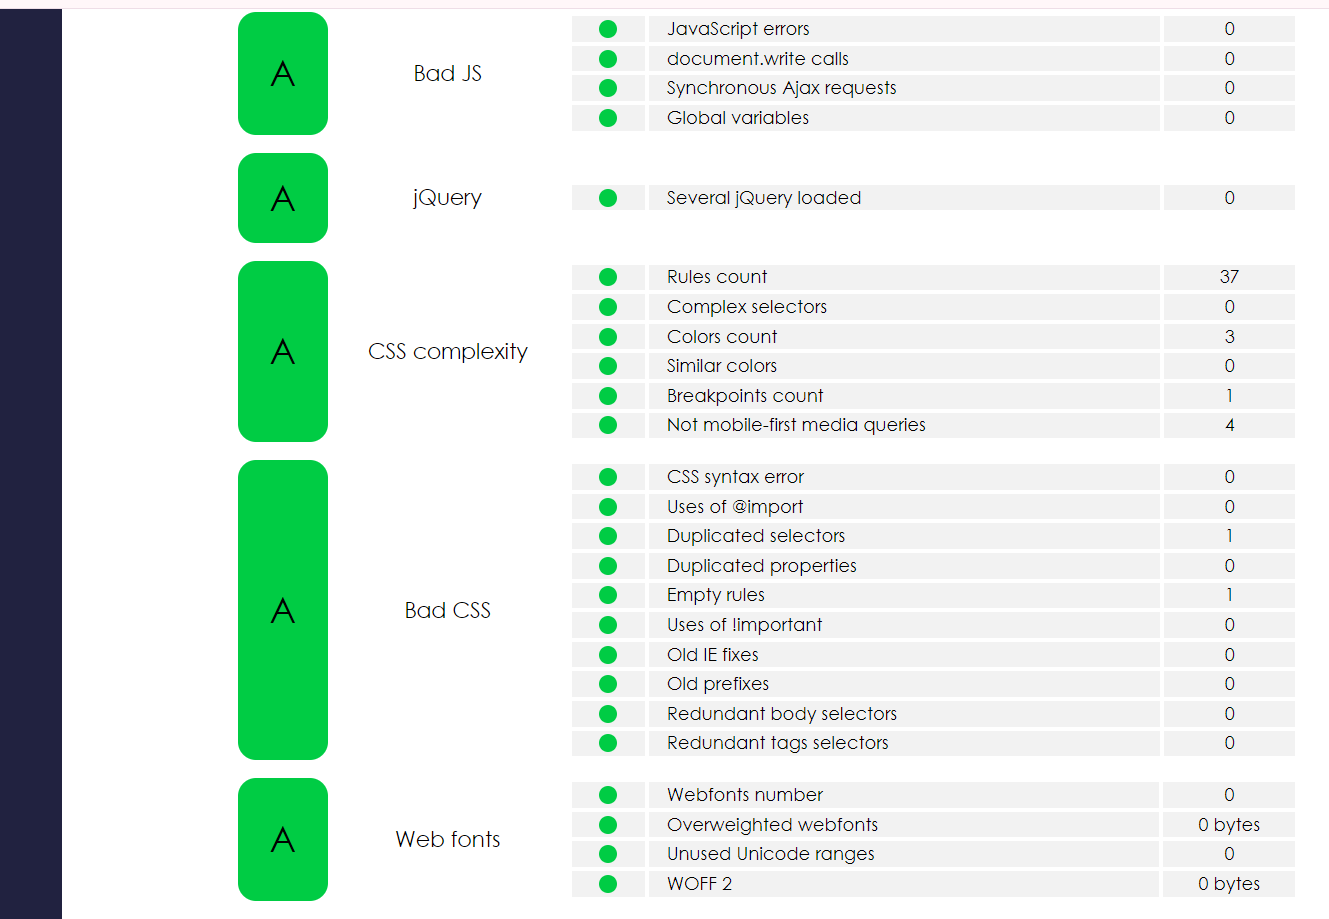 A
Bad JS
JavaScript errors 0
document.write calls 0
Synchronous Ajax requests 0
Global variables 0
A
jQuery
Several jQuery loaded 0
A
CSS complexity
Rules count 37
Complex selectors 0
Colors count 3
Similar colors 0
Breakpoints count 1
Not mobile-first media queries 4
A
Bad CSS
CSS syntax error 0
Uses of @import 0
Duplicated selectors 1
Duplicated properties 0
Empty rules 1
Uses of !important 0
Old IE fixes 0
Old prefixes 0
Redundant body selectors 0
Redundant tags selectors 0
A
Web fonts
Webfonts number 0
Overweighted webfonts 0 bytes
Unused Unicode ranges 0
WOFF 2 0 bytes